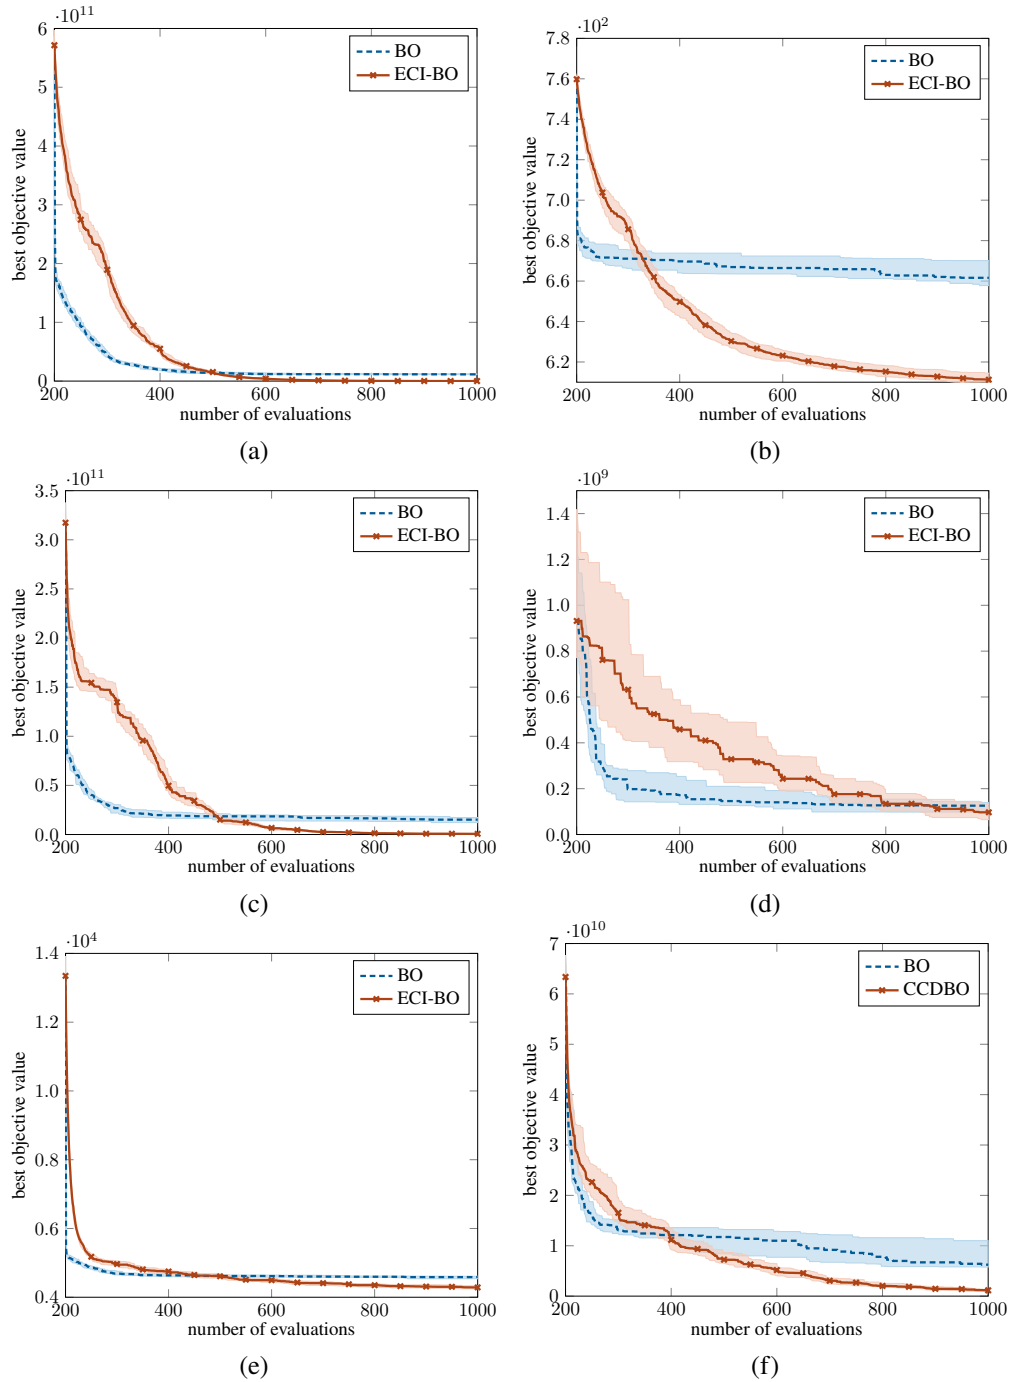 ·10^11
6
5
4
3
2
1
0
200 400 600 800 1000
best objective value
number of evaluations
BO
ECI-BO
(a)
·10^2
7.8
7.6
7.4
7.2
7.0
6.8
6.6
6.4
6.2
200 400 600 800 1000
best objective value
number of evaluations
BO
ECI-BO
(b)
·10^11
3.5
3.0
2.5
2.0
1.5
1.0
0.5
0.0
200 400 600 800 1000
best objective value
number of evaluations
BO
ECI-BO
(c)
·10^9
1.4
1.2
1.0
0.8
0.6
0.4
0.2
0.0
200 400 600 800 1000
best objective value
number of evaluations
BO
ECI-BO
(d)
·10^4
1.4
1.2
1.0
0.8
0.6
0.4
200 400 600 800 1000
best objective value
number of evaluations
BO
ECI-BO
(e)
·10^10
7
6
5
4
3
2
1
0
200 400 600 800 1000
best objective value
number of evaluations
BO
CCDBO
(f)